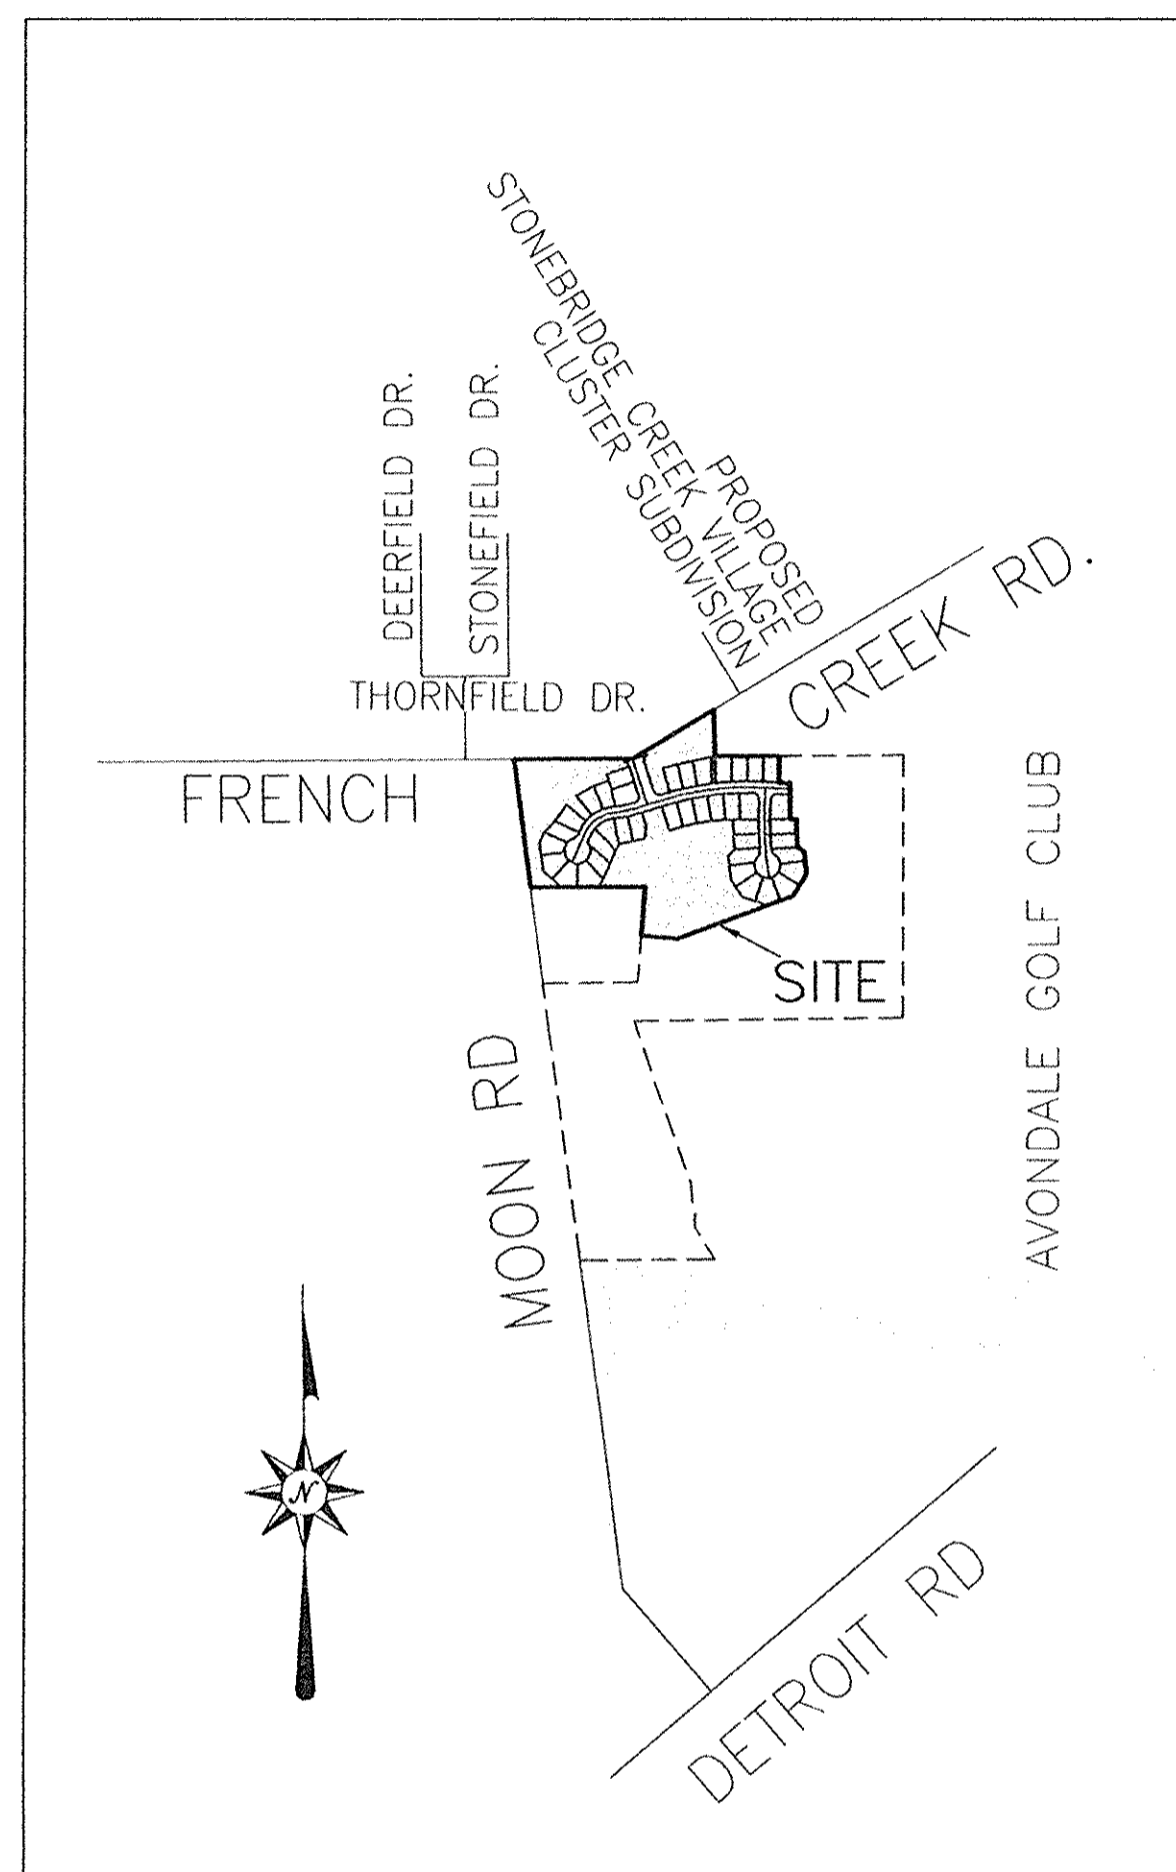 PROPOSED
STONEBRIDGE CREEK VILLAGE
CLUSTER SUBDIVISION
DEERFIELD DR.
STONEFIELD DR.
THORNFIELD DR.
FRENCH
CREEK RD.
AVONDALE GOLF CLUB
SITE
MOON RD
N
DETROIT RD